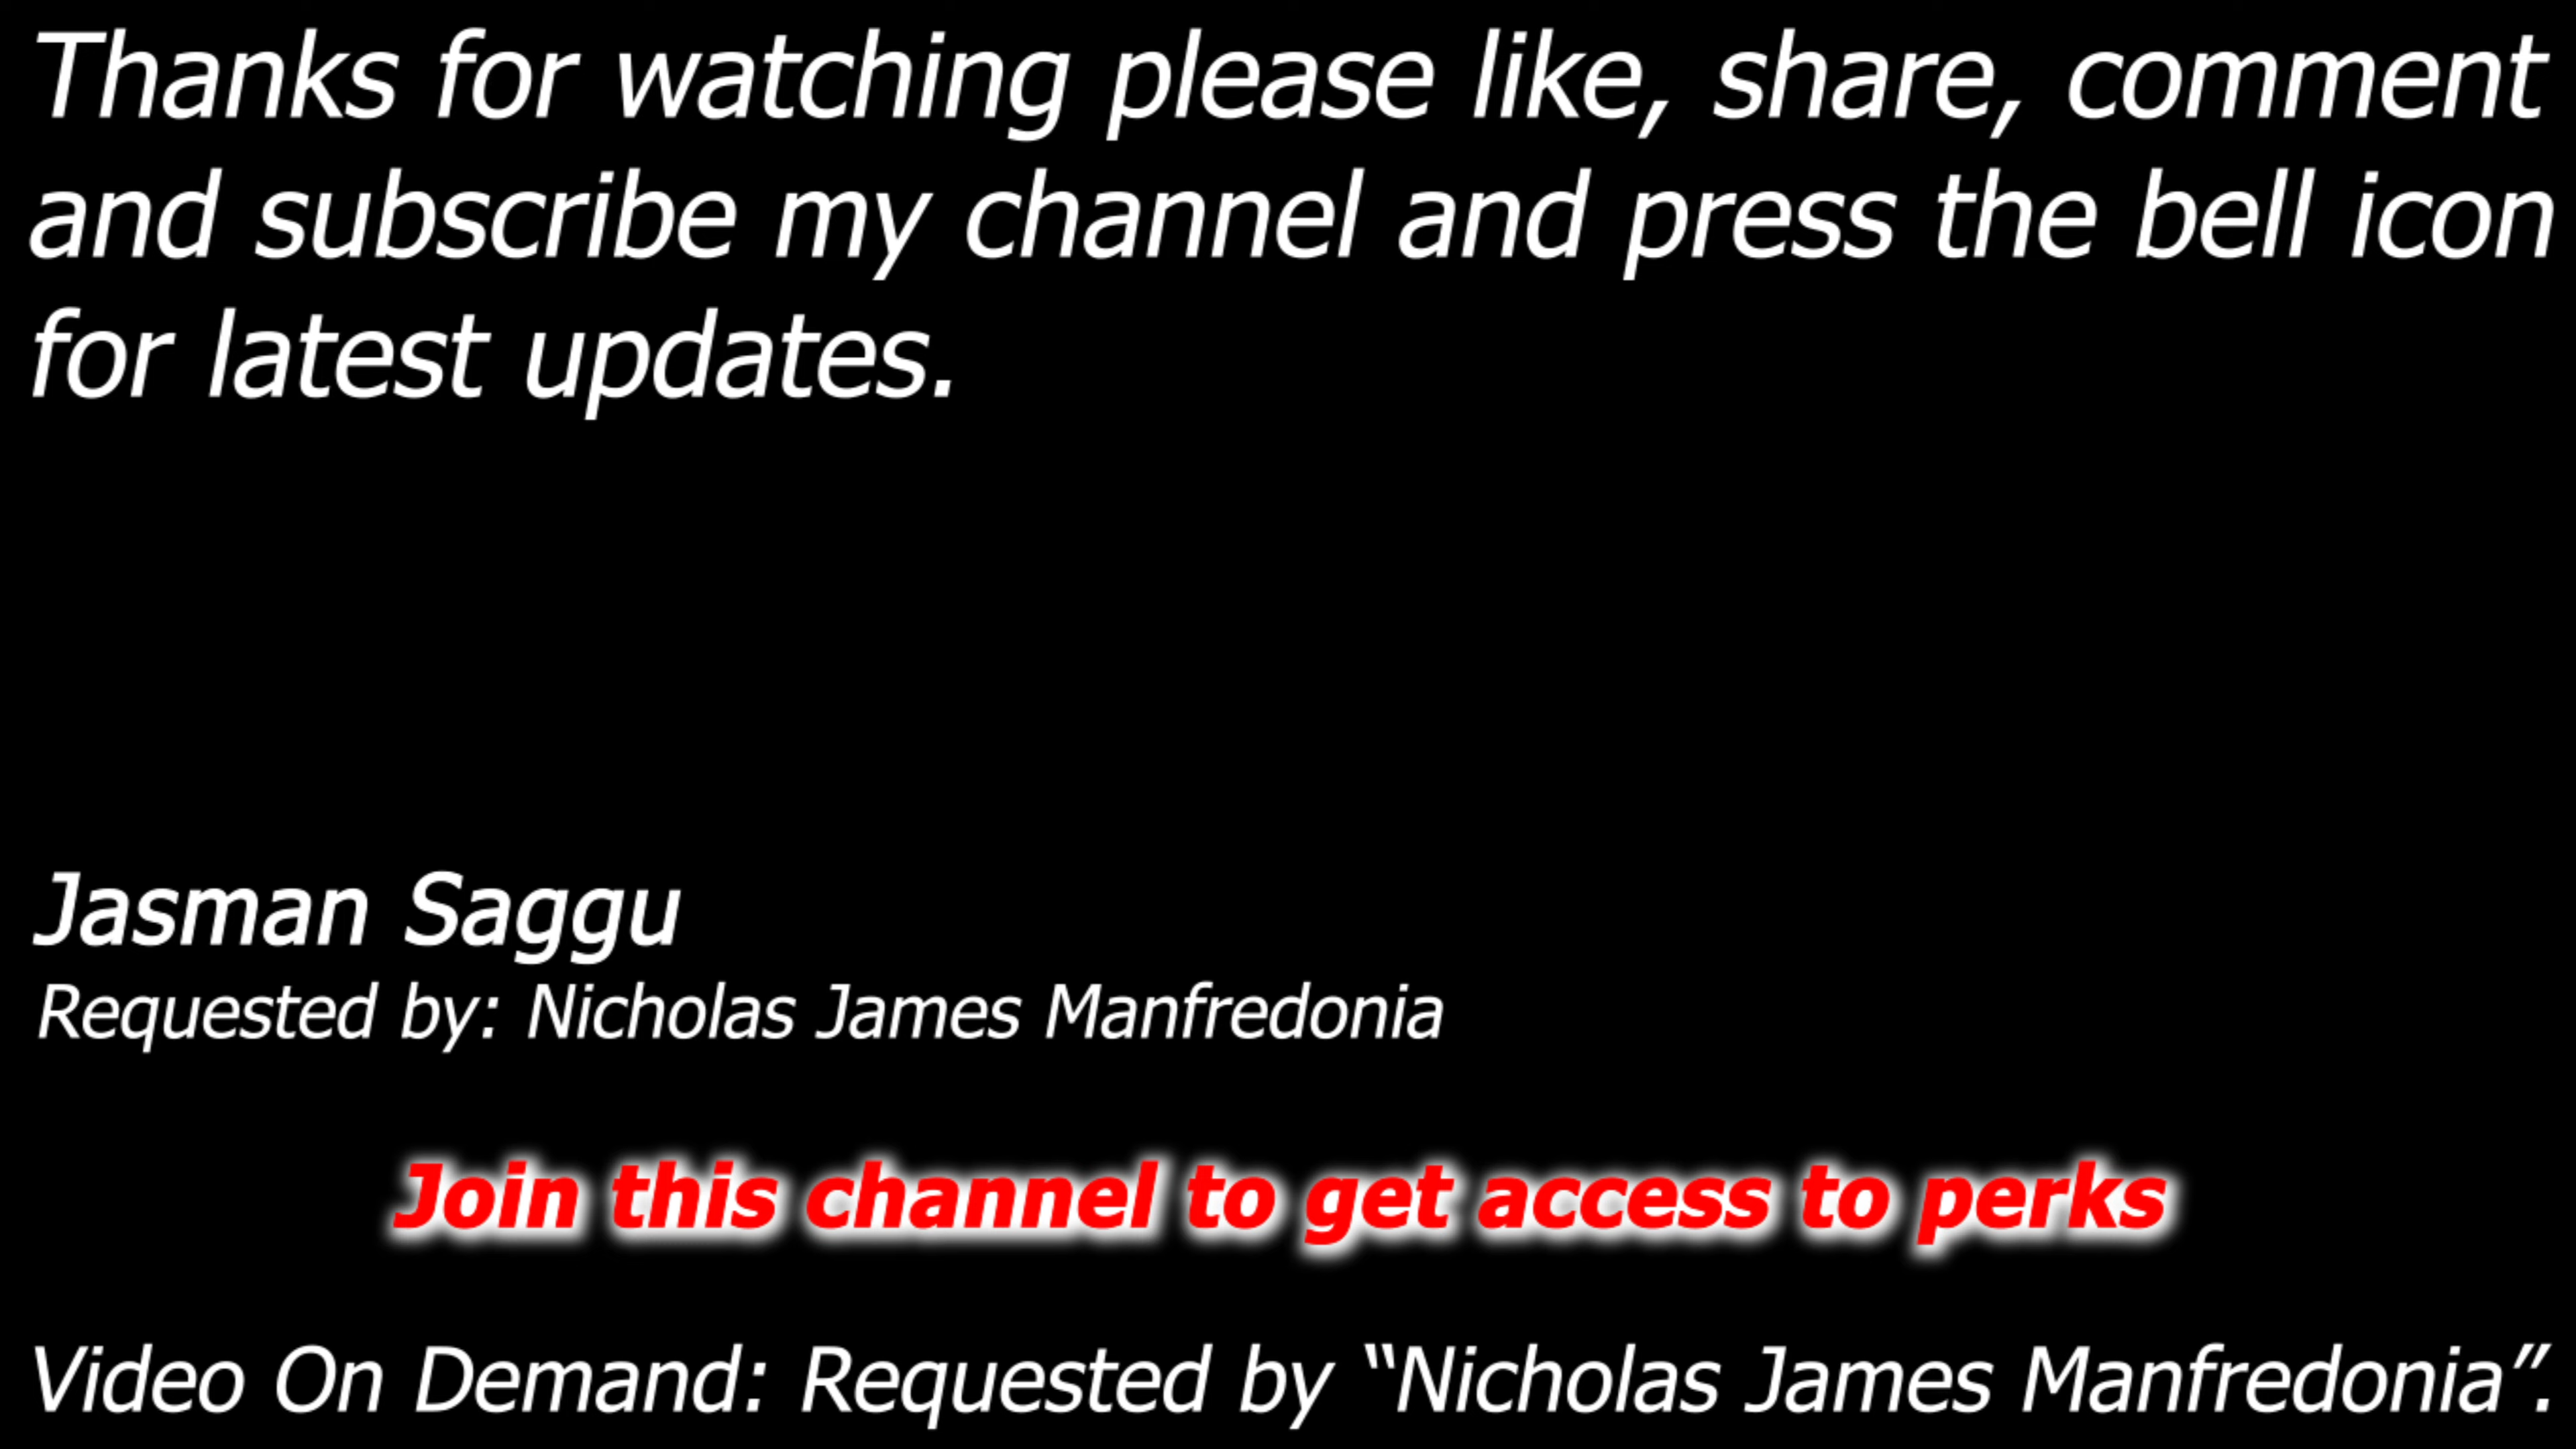 Thanks for watching please like, share, comment
and subscribe my channel and press the bell icon
for latest updates.
Jasman Saggu
Requested by: Nicholas James Manfredonia
Join this channel to get access to perks
Video On Demand: Requested by “Nicholas James Manfredonia”.